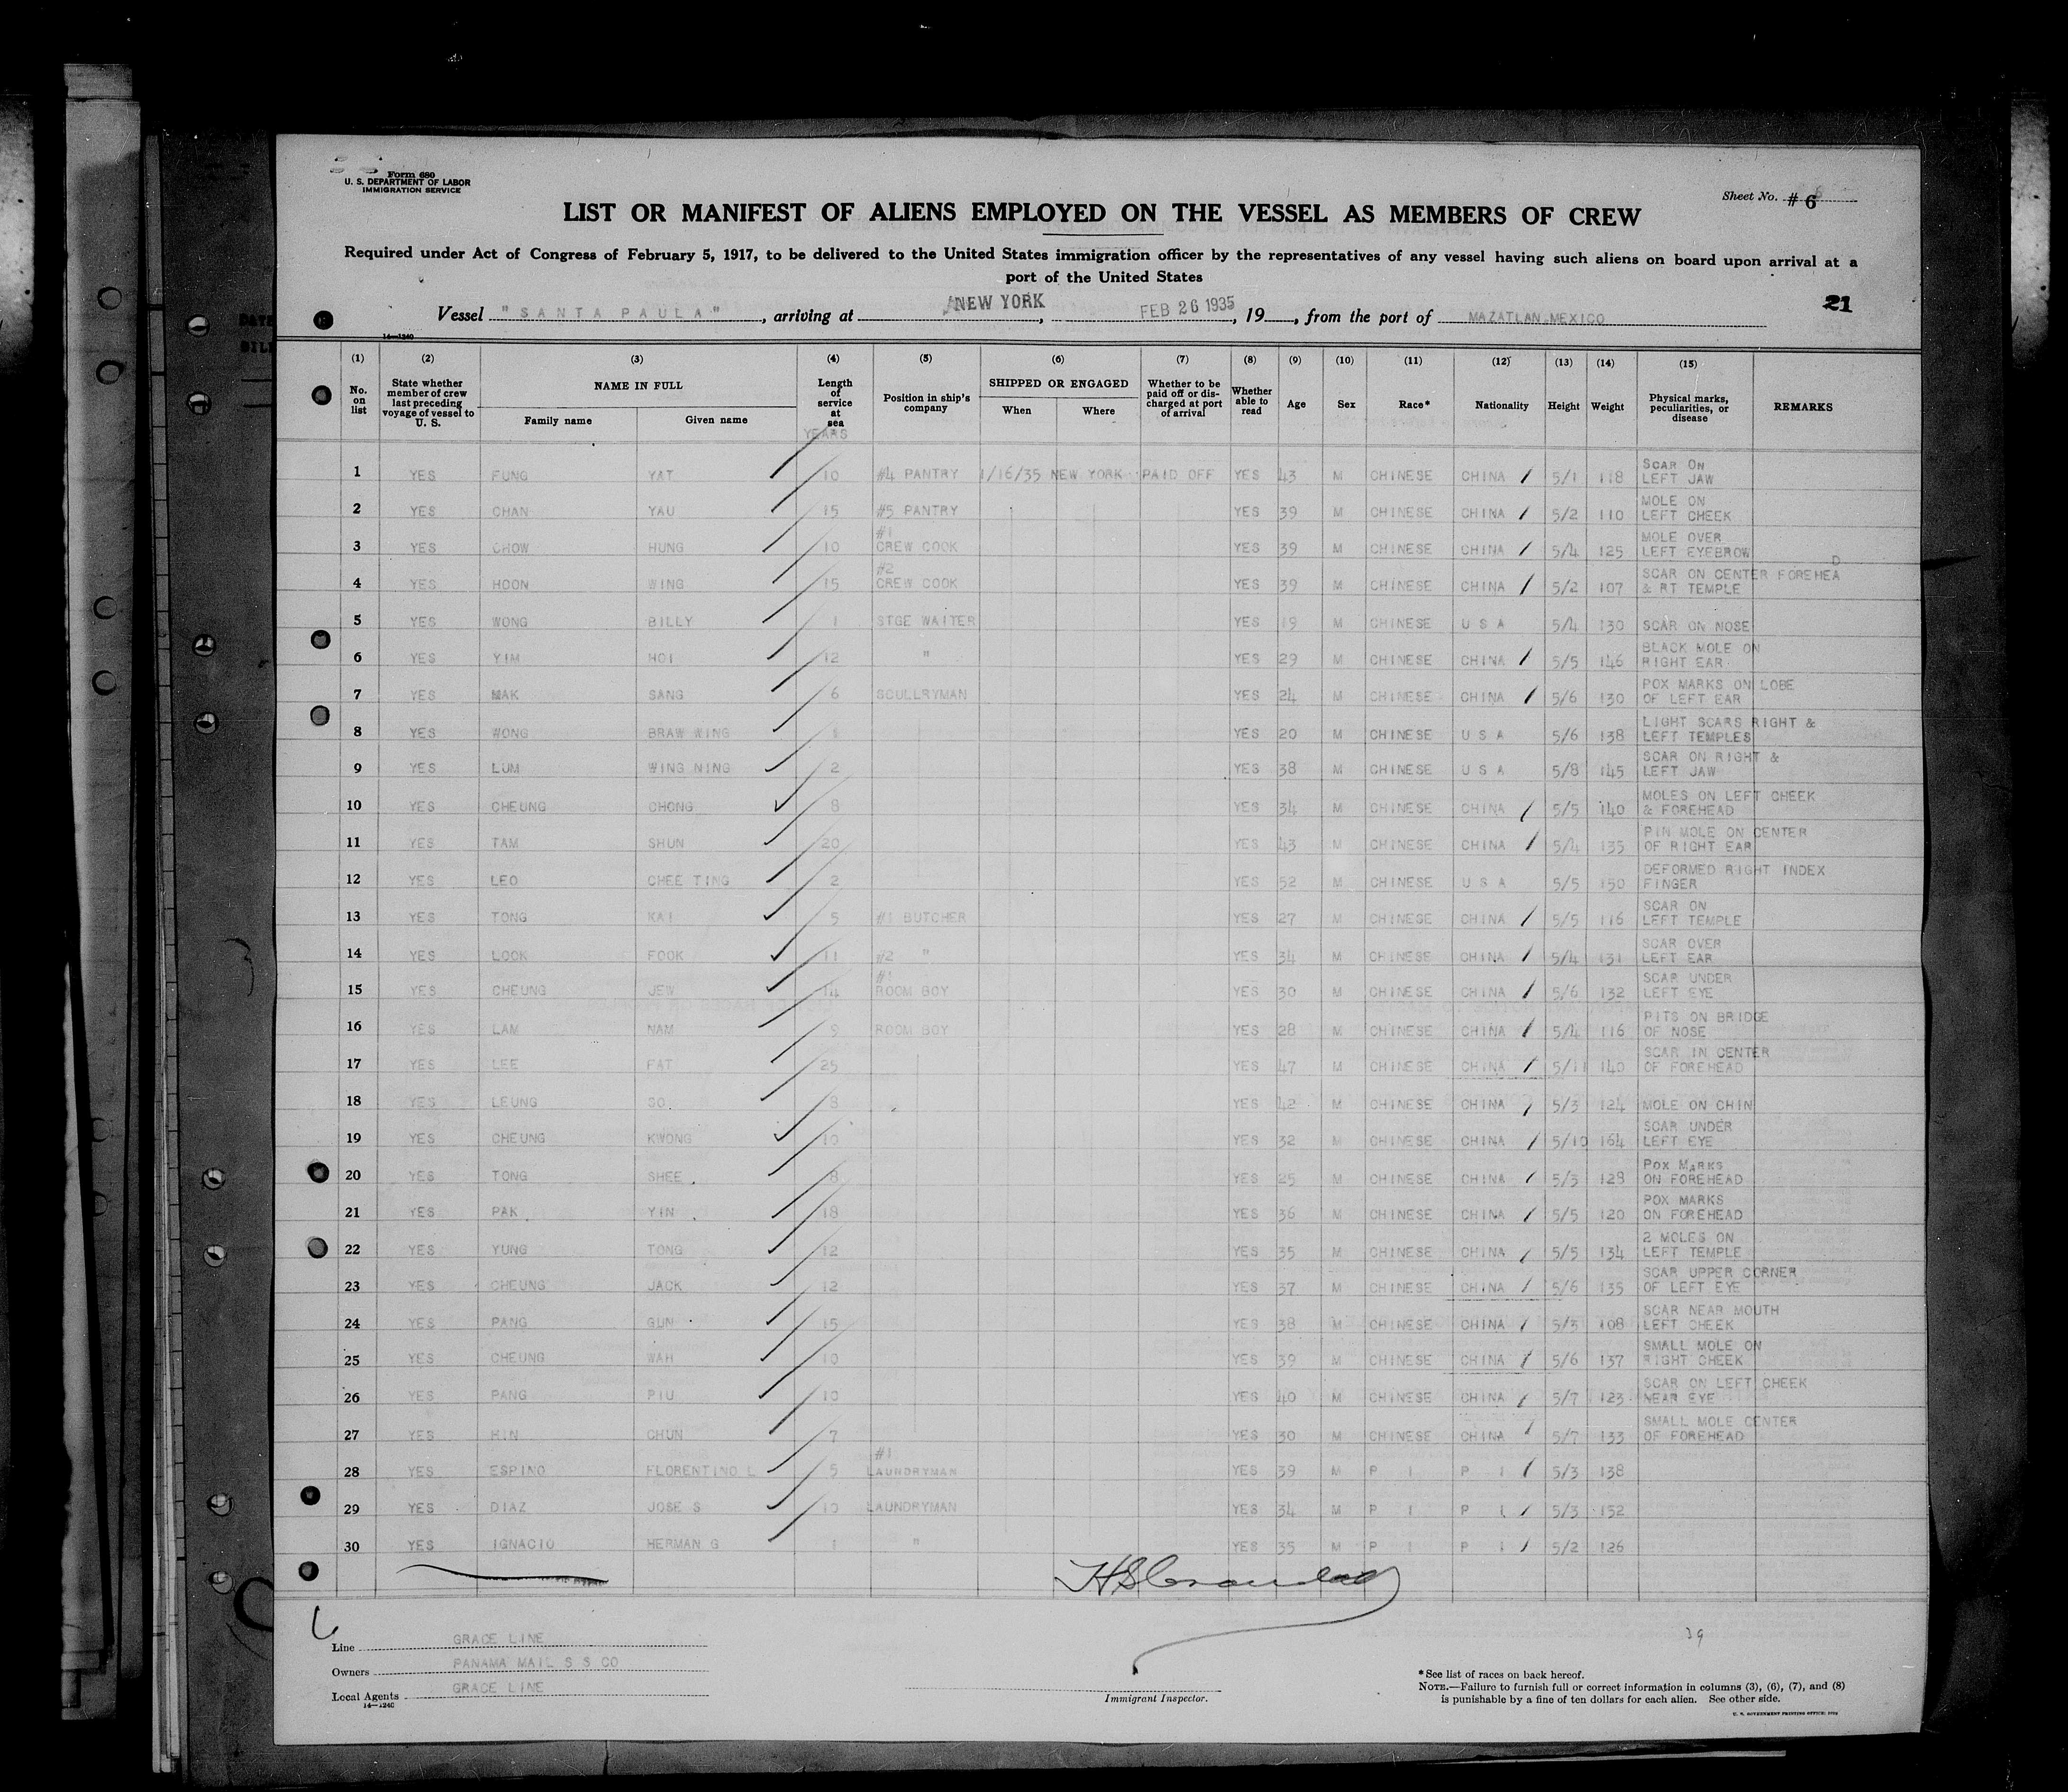 Form 680
U. S. DEPARTMENT OF LABOR
IMMIGRATION SERVICE
Sheet No. # 6
LIST OR MANIFEST OF ALIENS EMPLOYED ON THE VESSEL AS MEMBERS OF CREW
Required under Act of Congress of February 5, 1917, to be delivered to the United States immigration officer by the representatives of any vessel having such aliens on board upon arrival at a
port of the United States
Vessel "SANTA PAULA", arriving at NEW YORK, FEB 26 1935, 19, from the port of MAZATLAN MEXICO
21
14—1240
(1) (2) (3) (4) (5) (6) (7) (8) (9) (10) (11) (12) (13) (14) (15)
No. on list State whether member of crew last preceding voyage of vessel to U. S. NAME IN FULL Family name Given name Length of service at sea YEARS Position in ship's company SHIPPED OR ENGAGED When Where Whether to be paid off or discharged at port of arrival Whether able to read Age Sex Race* Nationality Height Weight Physical marks, peculiarities, or disease REMARKS
1 YES FUNG YAT 10 #4 PANTRY 1/16/35 NEW YORK PAID OFF YES 43 M CHINESE CHINA 5/1 118 SCAR ON LEFT JAW
2 YES CHAN YAU 15 #5 PANTRY YES 39 M CHINESE CHINA 5/2 110 MOLE ON LEFT CHEEK
3 YES CHOW HUNG 10 #1 CREW COOK YES 39 M CHINESE CHINA 5/4 125 MOLE OVER LEFT EYEBROW
4 YES HOON WING 15 #2 CREW COOK YES 39 M CHINESE CHINA 5/2 107 SCAR ON CENTER FOREHEAD & RT TEMPLE
5 YES WONG BILLY 1 STGE WAITER YES 19 M CHINESE U S A 5/4 130 SCAR ON NOSE
6 YES YIM HOI 12 " YES 29 M CHINESE CHINA 5/5 146 BLACK MOLE ON RIGHT EAR
7 YES MAK SANG 6 SCULLRYMAN YES 24 M CHINESE CHINA 5/6 130 POX MARKS ON LOBE OF LEFT EAR
8 YES WONG BRAW WING 1 YES 20 M CHINESE U S A 5/6 138 LIGHT SCARS RIGHT & LEFT TEMPLES
9 YES LUM WING NING 2 YES 38 M CHINESE U S A 5/8 145 SCAR ON RIGHT & LEFT JAW
10 YES CHEUNG CHONG 8 YES 34 M CHINESE CHINA 5/5 140 MOLES ON LEFT CHEEK & FOREHEAD
11 YES TAM SHUN 20 YES 43 M CHINESE CHINA 5/4 135 PIN MOLE ON CENTER OF RIGHT EAR
12 YES LEO CHEE TING 2 YES 52 M CHINESE U S A 5/5 150 DEFORMED RIGHT INDEX FINGER
13 YES TONG KAI 5 #1 BUTCHER YES 27 M CHINESE CHINA 5/5 116 SCAR ON LEFT TEMPLE
14 YES LOOK FOOK 11 #2 " YES 34 M CHINESE CHINA 5/4 131 SCAR OVER LEFT EAR
15 YES CHEUNG JEW 14 #1 ROOM BOY YES 30 M CHINESE CHINA 5/6 132 SCAR UNDER LEFT EYE
16 YES LAM NAM 9 ROOM BOY YES 28 M CHINESE CHINA 5/4 116 PITS ON BRIDGE OF NOSE
17 YES LEE FAT 25 YES 47 M CHINESE CHINA 5/11 140 SCAR IN CENTER OF FOREHEAD
18 YES LEUNG SO 8 YES 42 M CHINESE CHINA 5/3 124 MOLE ON CHIN
19 YES CHEUNG KWONG 10 YES 32 M CHINESE CHINA 5/10 164 SCAR UNDER LEFT EYE
20 YES TONG SHEE 8 YES 25 M CHINESE CHINA 5/3 128 POX MARKS ON FOREHEAD
21 YES PAK YIN 18 YES 36 M CHINESE CHINA 5/5 120 POX MARKS ON FOREHEAD
22 YES YUNG TONG 12 YES 35 M CHINESE CHINA 5/5 134 2 MOLES ON LEFT TEMPLE
23 YES CHEUNG JACK 12 YES 37 M CHINESE CHINA 5/6 135 SCAR UPPER CORNER OF LEFT EYE
24 YES PANG GUN 15 YES 38 M CHINESE CHINA 5/3 108 SCAR NEAR MOUTH LEFT CHEEK
25 YES CHEUNG WAH 10 YES 39 M CHINESE CHINA 5/6 137 SMALL MOLE ON RIGHT CHEEK
26 YES PANG PIU 10 YES 40 M CHINESE CHINA 5/7 123 SCAR ON LEFT CHEEK NEAR EYE
27 YES HIN CHUN 7 YES 30 M CHINESE CHINA 5/7 133 SMALL MOLE CENTER OF FOREHEAD
28 YES ESPINO FLORENTINO L 5 #1 LAUNDRYMAN YES 39 M P I P I 5/3 138
29 YES DIAZ JOSE S 10 LAUNDRYMAN YES 34 M P I P I 5/3 152
30 YES IGNACIO HERMAN G 1 " YES 35 M P I P I 5/2 126
6
Line GRACE LINE
39
Owners PANAMA MAIL S S CO
Local Agents GRACE LINE
14—1240
Immigrant Inspector.
*See list of races on back hereof.
NOTE.—Failure to furnish full or correct information in columns (3), (6), (7), and (8)
is punishable by a fine of ten dollars for each alien. See other side.